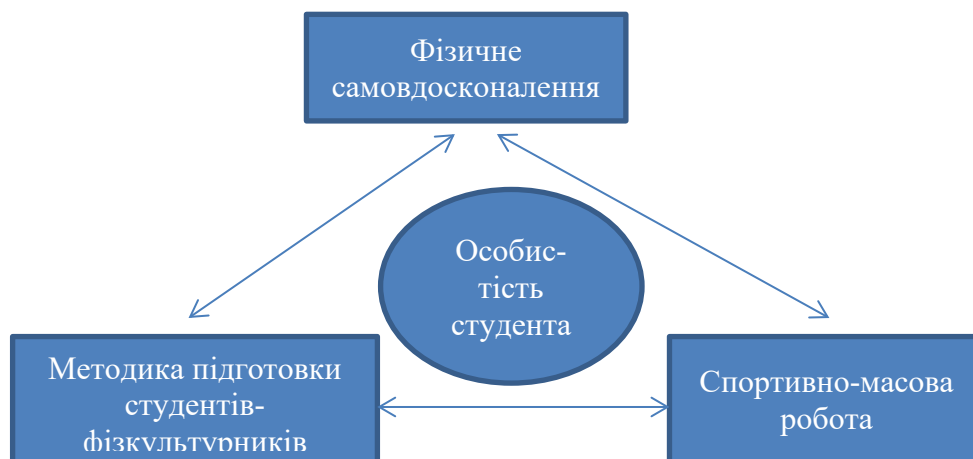 Фізичне
самовдосконалення
Особис-
тість
студента
Методика підготовки
студентів-
фізкультурників
Спортивно-масова
робота